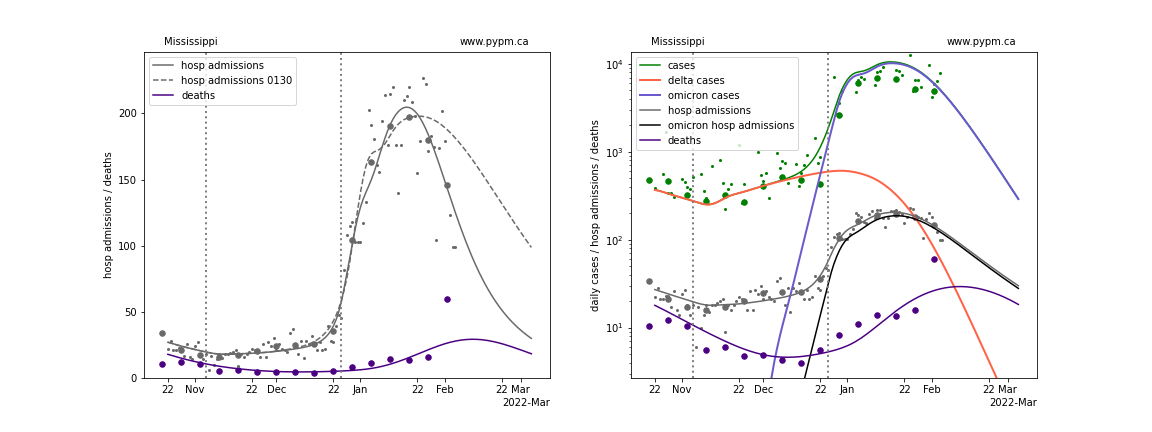 Mississippi
www.pypm.ca
hosp admissions
hosp admissions 0130
deaths
hosp admissions / deaths
200
150
100
50
0
22 Nov 22 Dec 22 Jan 22 Feb 22 Mar
2022-Mar
Mississippi
www.pypm.ca
cases
delta cases
omicron cases
hosp admissions
omicron hosp admissions
deaths
daily cases / hosp admissions / deaths
10⁴
10³
10²
10¹
22 Nov 22 Dec 22 Jan 22 Feb 22 Mar
2022-Mar